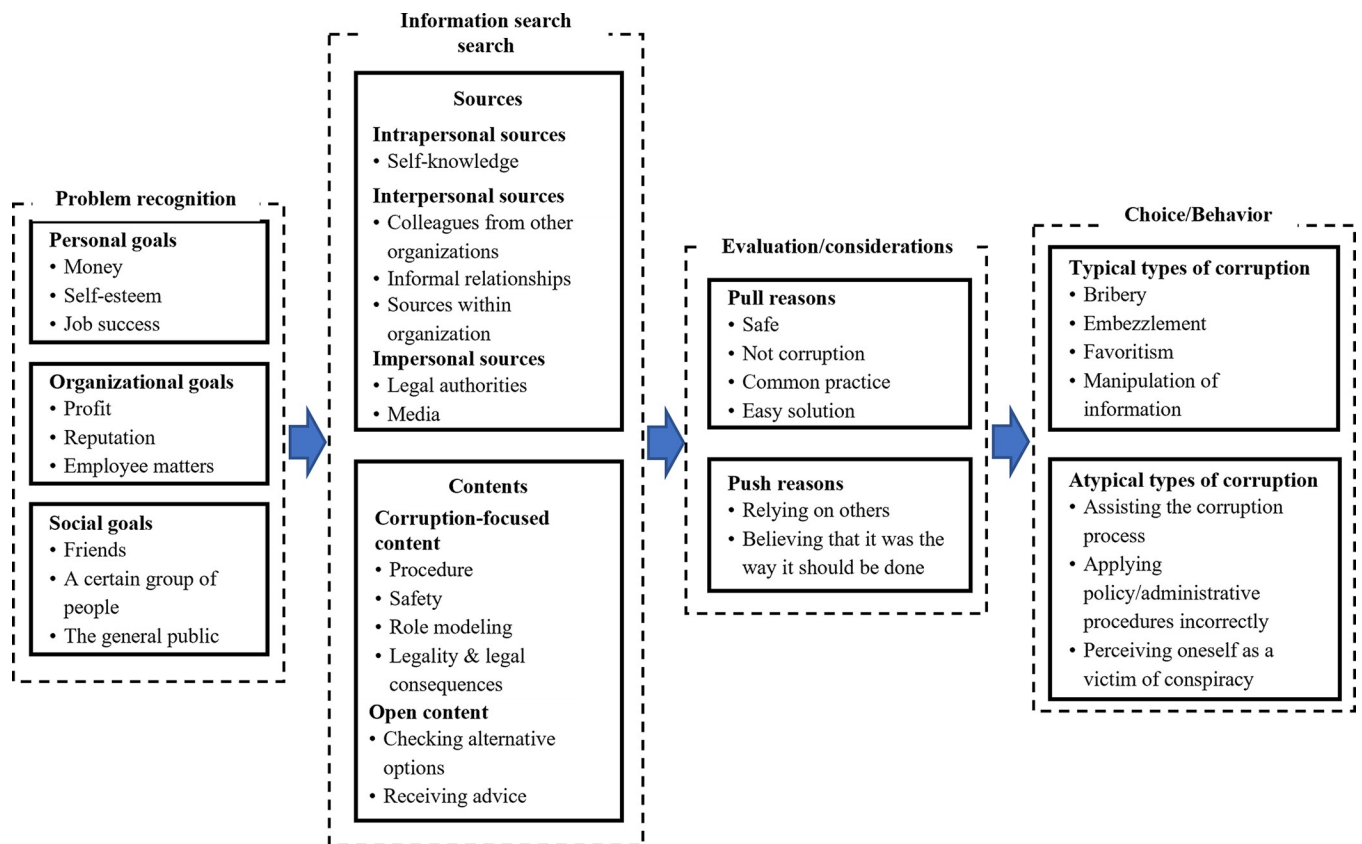 Problem recognition
Personal goals
• Money
• Self-esteem
• Job success
Organizational goals
• Profit
• Reputation
• Employee matters
Social goals
• Friends
• A certain group of
people
• The general public
Information search
search
Sources
Intrapersonal sources
• Self-knowledge
Interpersonal sources
• Colleagues from other
organizations
• Informal relationships
• Sources within
organization
Impersonal sources
• Legal authorities
• Media
Contents
Corruption-focused
content
• Procedure
• Safety
• Role modeling
• Legality & legal
consequences
Open content
• Checking alternative
options
• Receiving advice
Evaluation/considerations
Pull reasons
• Safe
• Not corruption
• Common practice
• Easy solution
Push reasons
• Relying on others
• Believing that it was the
way it should be done
Choice/Behavior
Typical types of corruption
• Bribery
• Embezzlement
• Favoritism
• Manipulation of
information
Atypical types of corruption
• Assisting the corruption
process
• Applying
policy/administrative
procedures incorrectly
• Perceiving oneself as a
victim of conspiracy